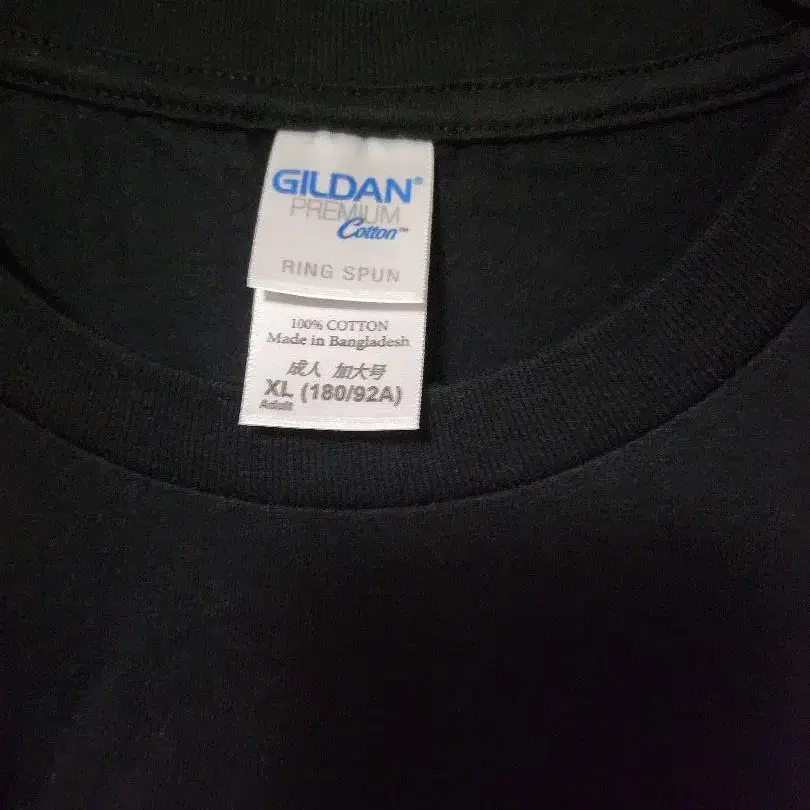 GILDAN®
PREMIUM
Cotton™
RING SPUN
100% COTTON
Made in Bangladesh
成人 加大号
XL (180/92A)
Adult